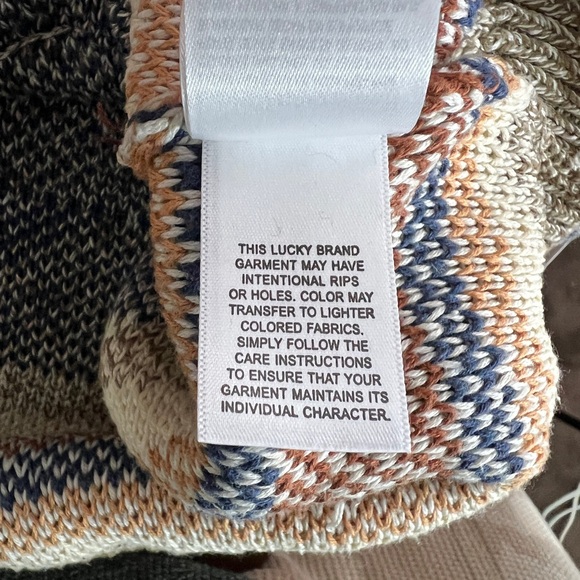 THIS LUCKY BRAND
GARMENT MAY HAVE
INTENTIONAL RIPS
OR HOLES. COLOR MAY
TRANSFER TO LIGHTER
COLORED FABRICS.
SIMPLY FOLLOW THE
CARE INSTRUCTIONS
TO ENSURE THAT YOUR
GARMENT MAINTAINS ITS
INDIVIDUAL CHARACTER.